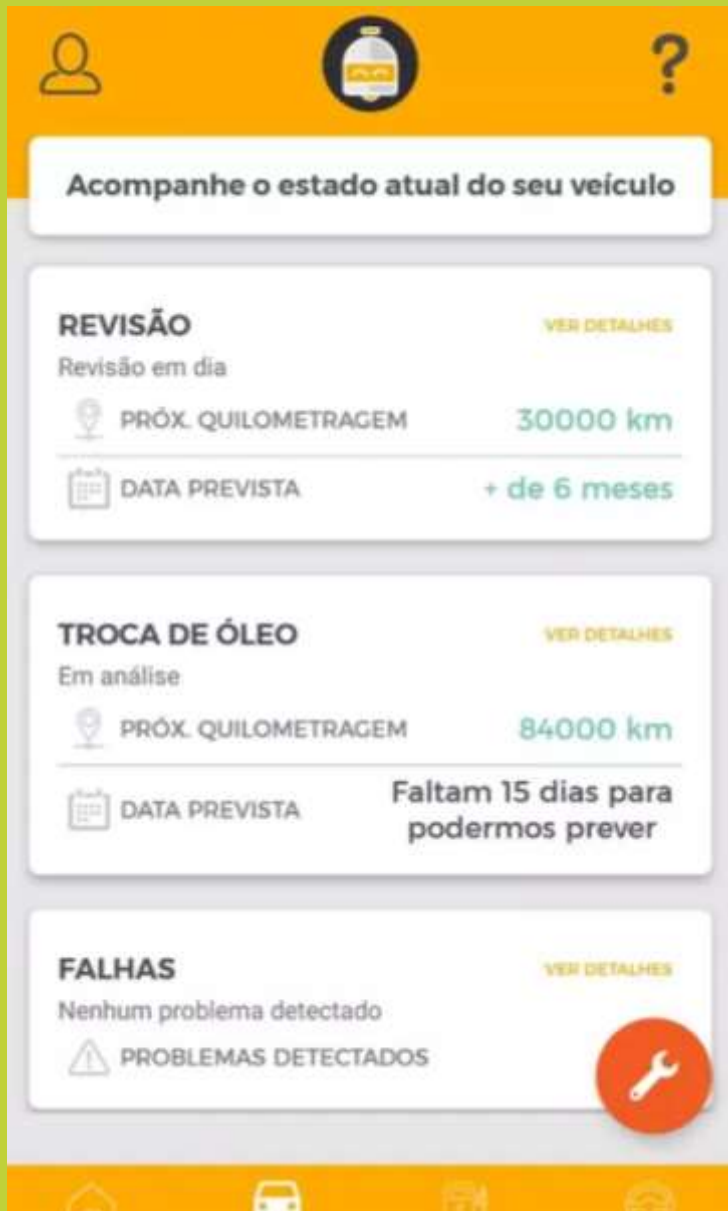 ?
Acompanhe o estado atual do seu veículo
REVISÃO
VER DETALHES
Revisão em dia
PRÓX. QUILOMETRAGEM
30000 km
DATA PREVISTA
+ de 6 meses
TROCA DE ÓLEO
VER DETALHES
Em análise
PRÓX. QUILOMETRAGEM
84000 km
DATA PREVISTA
Faltam 15 dias para
podermos prever
FALHAS
VER DETALHES
Nenhum problema detectado
PROBLEMAS DETECTADOS